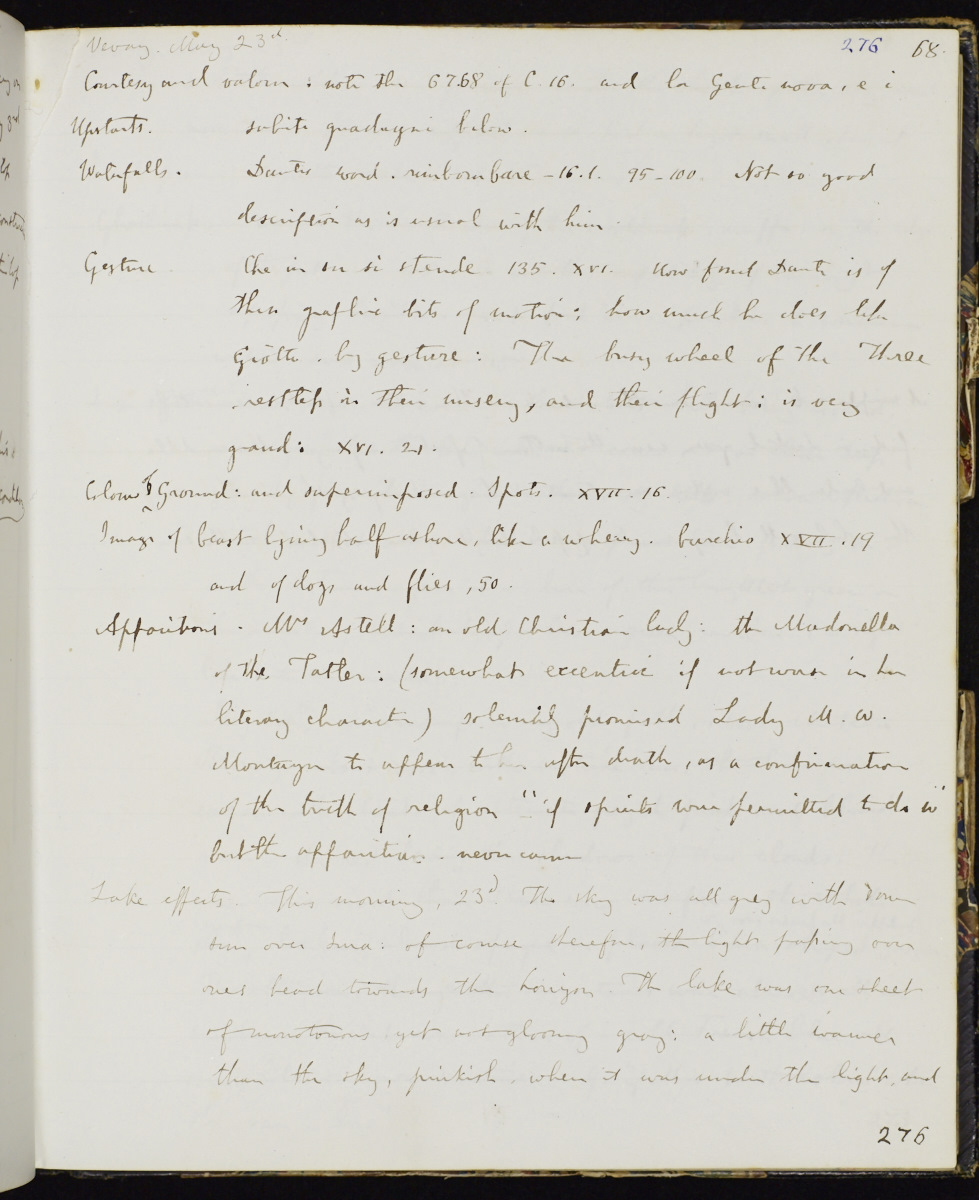 Vevay. May 23rd. 276 68.
Courtesy and valour: note the 67.68 of C. 16. and la Gente nova, e i
Upstarts. subiti guadagni below.
Waterfalls. Dantes word. rimbombare - 16.1. 95-100. Not so good
description as is usual with him.
Gesture Che in su si stende 135. XVI. How fond Dante is of
these graphic bits of motion; how much he does like
Giotto. by gesture: The busy wheel of the Three
restless in their misery, and their flight: is very
grand: XVI. 21.
Colour of Ground: and superimposed. Spots. XVII. 16.
Image of beast lying half ashore, like a wherry. burchio XVII. 19
and of dogs and flies, 50.
Apparitions. Mrs Astell: an old Christian lady: the Madonella
of the Tatler: (somewhat excentric if not worse in her
literary character) solemnly promised Lady M. W.
Montague to appear to her after death, as a confirmation
of the truth of religion "if spirits were permitted to do so"
but the apparition. never came
Lake effects. This morning, 23d. The sky was all grey with
sun over : of course therefore, the light passing over
ones head towards the horizon. The lake was one sheet
of monotonous yet not gloomy gray: a little warmer
than the sky, pinkish. when it was under the light, and
276